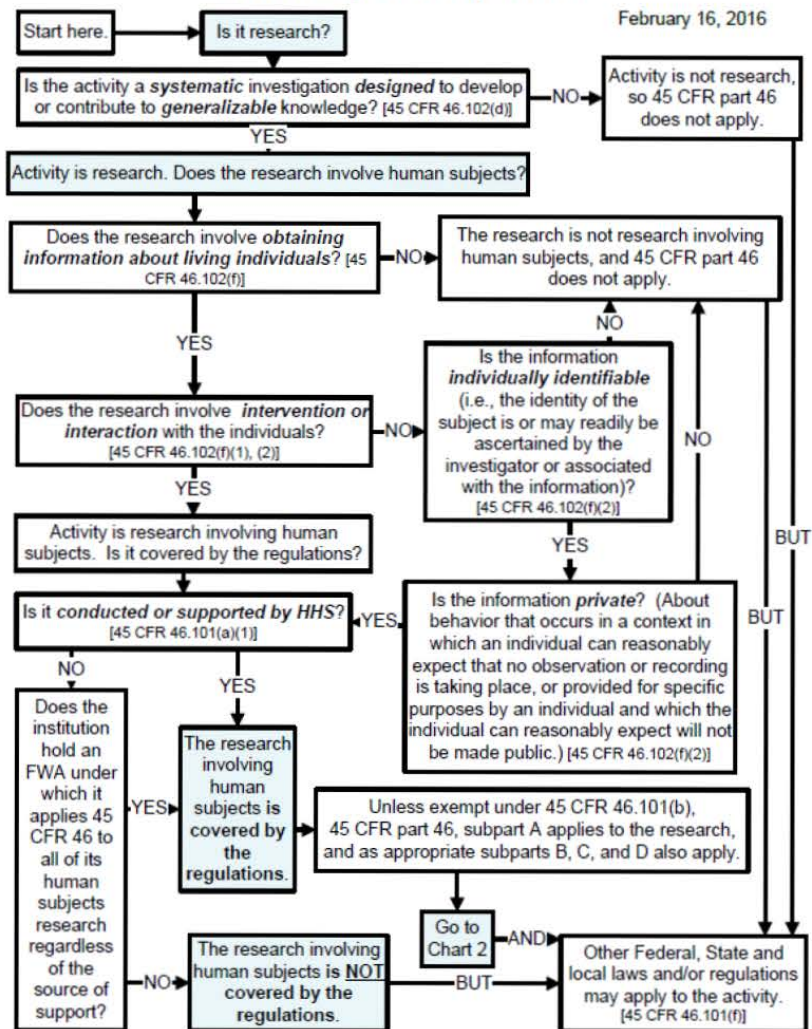 February 16, 2016
Start here.
Is it research?
Is the activity a systematic investigation designed to develop
or contribute to generalizable knowledge? [45 CFR 46.102(d)]
NO
Activity is not research,
so 45 CFR part 46
does not apply.
YES
Activity is research. Does the research involve human subjects?
Does the research involve obtaining
information about living individuals? [45
CFR 46.102(f)]
NO
The research is not research involving
human subjects, and 45 CFR part 46
does not apply.
YES
NO
NO
Is the information
individually identifiable
(i.e., the identity of the
subject is or may readily be
ascertained by the
investigator or associated
with the information)?
[45 CFR 46.102(f)(2)]
Does the research involve intervention or
interaction with the individuals?
[45 CFR 46.102(f)(1), (2)]
NO
YES
YES
Activity is research involving human
subjects. Is it covered by the regulations?
BUT
Is it conducted or supported by HHS?
[45 CFR 46.101(a)(1)]
YES
Is the information private? (About
behavior that occurs in a context in
which an individual can reasonably
expect that no observation or recording
is taking place, or provided for specific
purposes by an individual and which the
individual can reasonably expect will not
be made public.) [45 CFR 46.102(f)(2)]
BUT
NO
YES
Does the
institution
hold an
FWA under
which it
applies 45
CFR 46 to
all of its
human
subjects
research
regardless
of the
source of
support?
YES
The research
involving
human
subjects is
covered by
the
regulations.
Unless exempt under 45 CFR 46.101(b),
45 CFR part 46, subpart A applies to the research,
and as appropriate subparts B, C, and D also apply.
Go to
Chart 2
AND
NO
The research involving
human subjects is NOT
covered by the
regulations.
BUT
Other Federal, State and
local laws and/or regulations
may apply to the activity.
[45 CFR 46.101(f)]